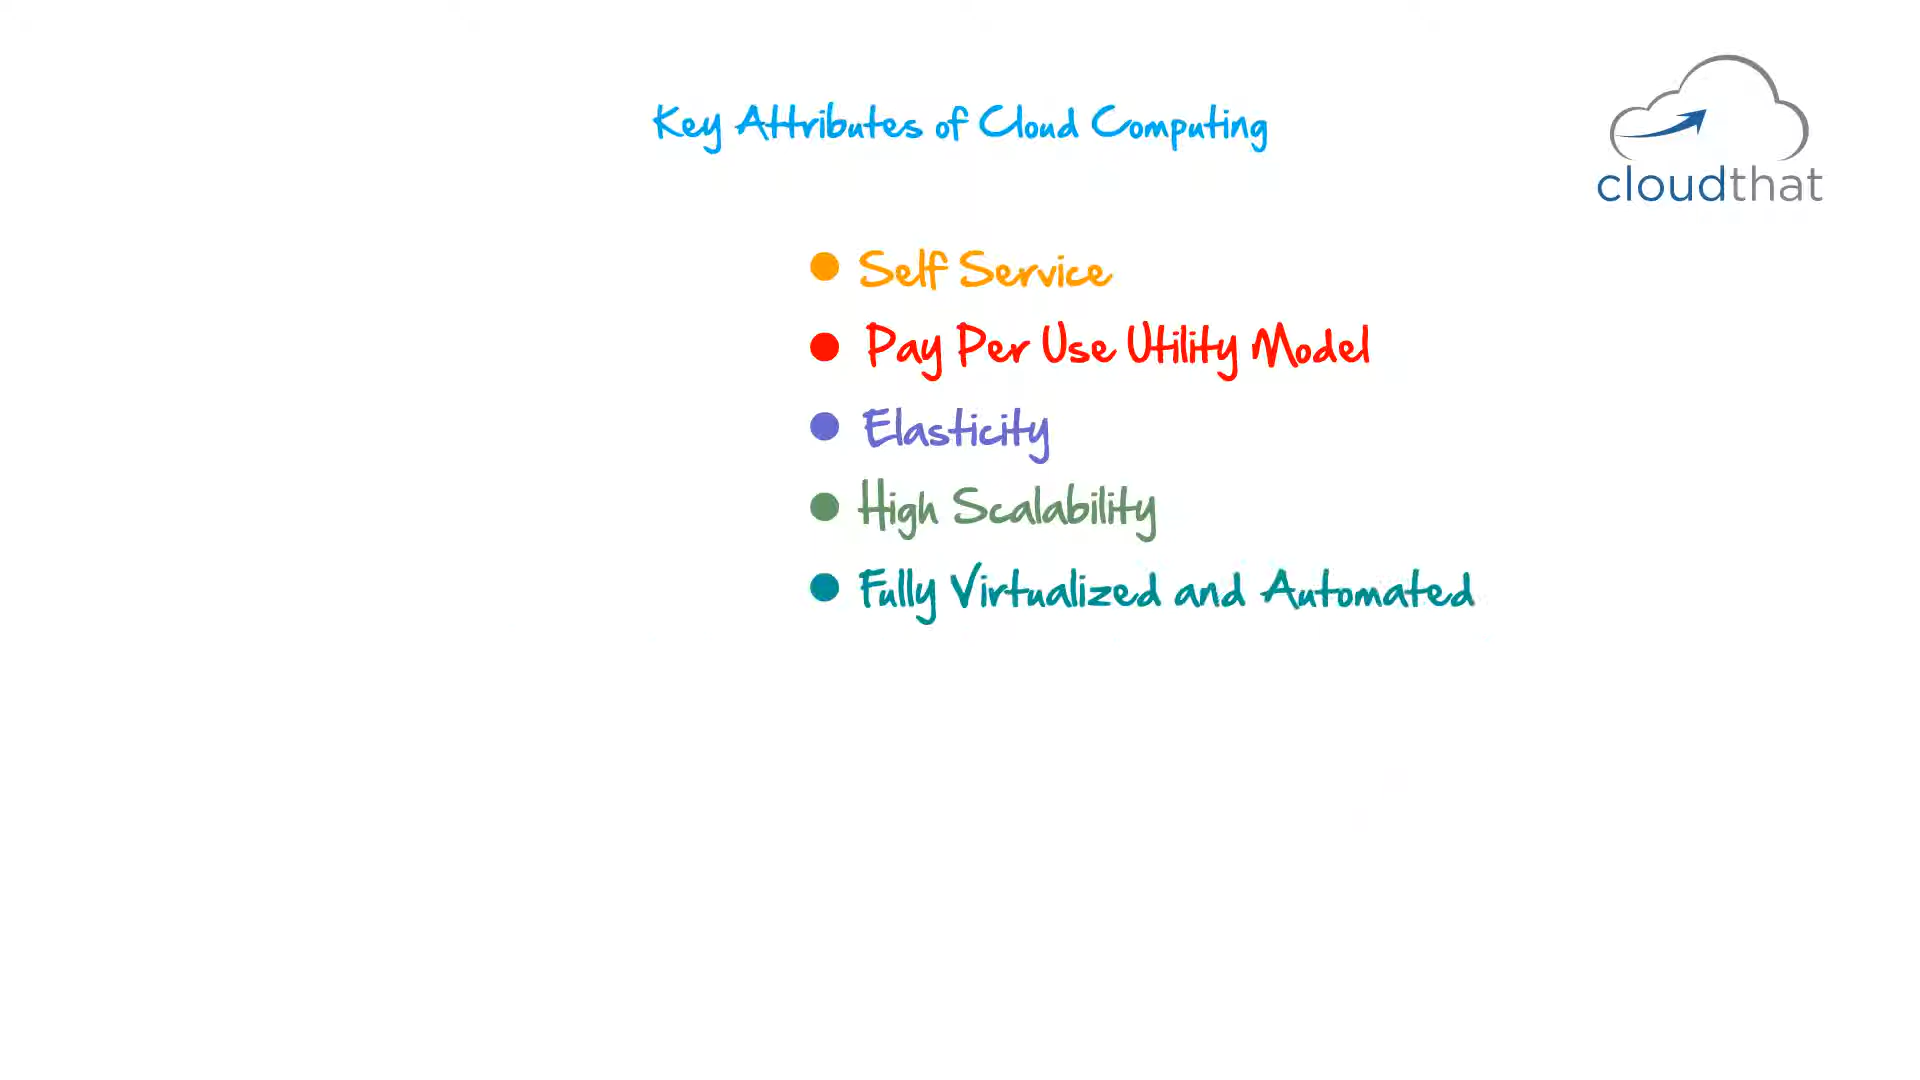 Key Attributes of Cloud Computing
cloudthat
Self Service
Pay Per Use Utility Model
Elasticity
High Scalability
Fully Virtualized and Automated